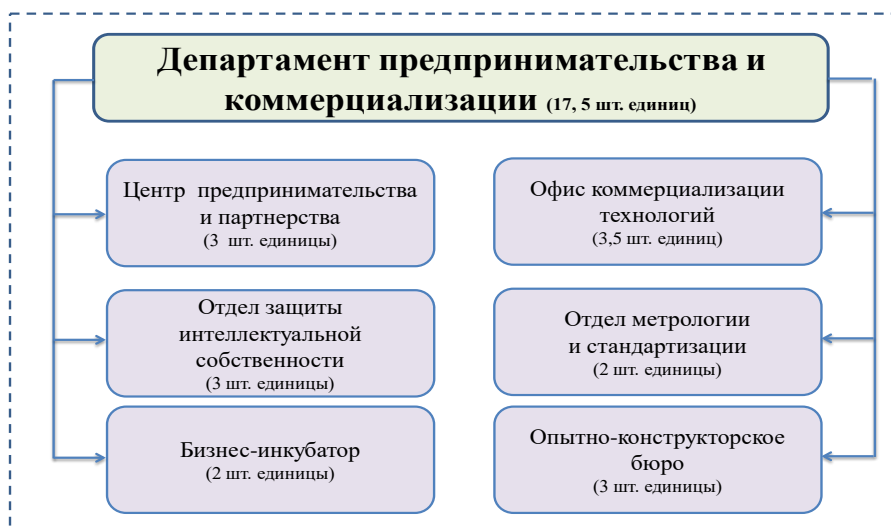 Департамент предпринимательства и
коммерциализации (17, 5 шт. единиц)
Центр предпринимательства
и партнерства
(3 шт. единицы)
Офис коммерциализации
технологий
(3,5 шт. единиц)
Отдел защиты
интеллектуальной
собственности
(3 шт. единицы)
Отдел метрологии
и стандартизации
(2 шт. единицы)
Бизнес-инкубатор
(2 шт. единицы)
Опытно-конструкторское
бюро
(3 шт. единицы)